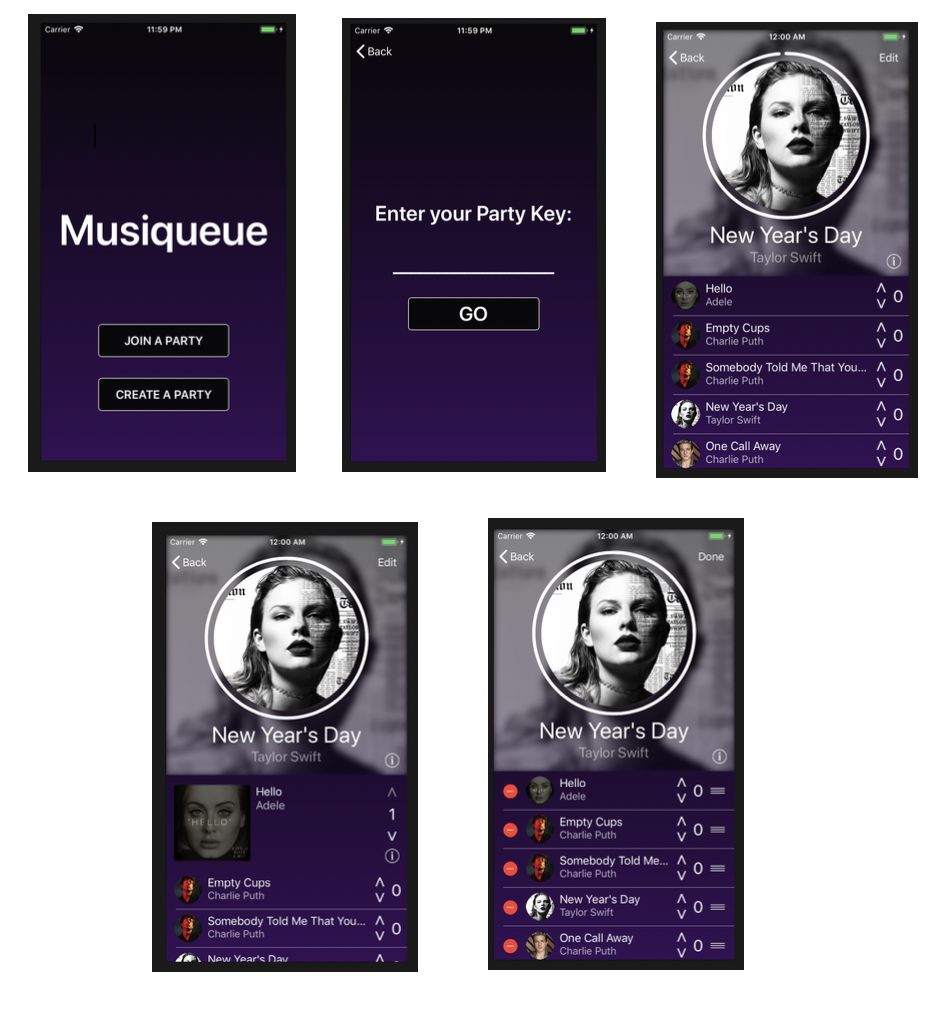 Carrier 11:59 PM
Musiqueue
JOIN A PARTY
CREATE A PARTY
Carrier 11:59 PM
Back
Enter your Party Key:
GO
Carrier 12:00 AM
Back Edit
New Year's Day
Taylor Swift
Hello
Adele
0
Empty Cups
Charlie Puth
0
Somebody Told Me That You...
Charlie Puth
0
New Year's Day
Taylor Swift
0
One Call Away
Charlie Puth
0
Carrier 12:00 AM
Back Edit
New Year's Day
Taylor Swift
"HELLO"
Hello
Adele
1
Empty Cups
Charlie Puth
0
Somebody Told Me That You...
Charlie Puth
0
New Year's Day
Carrier 12:00 AM
Back Done
New Year's Day
Taylor Swift
Hello
Adele
0
Empty Cups
Charlie Puth
0
Somebody Told Me...
Charlie Puth
0
New Year's Day
Taylor Swift
0
One Call Away
Charlie Puth
0